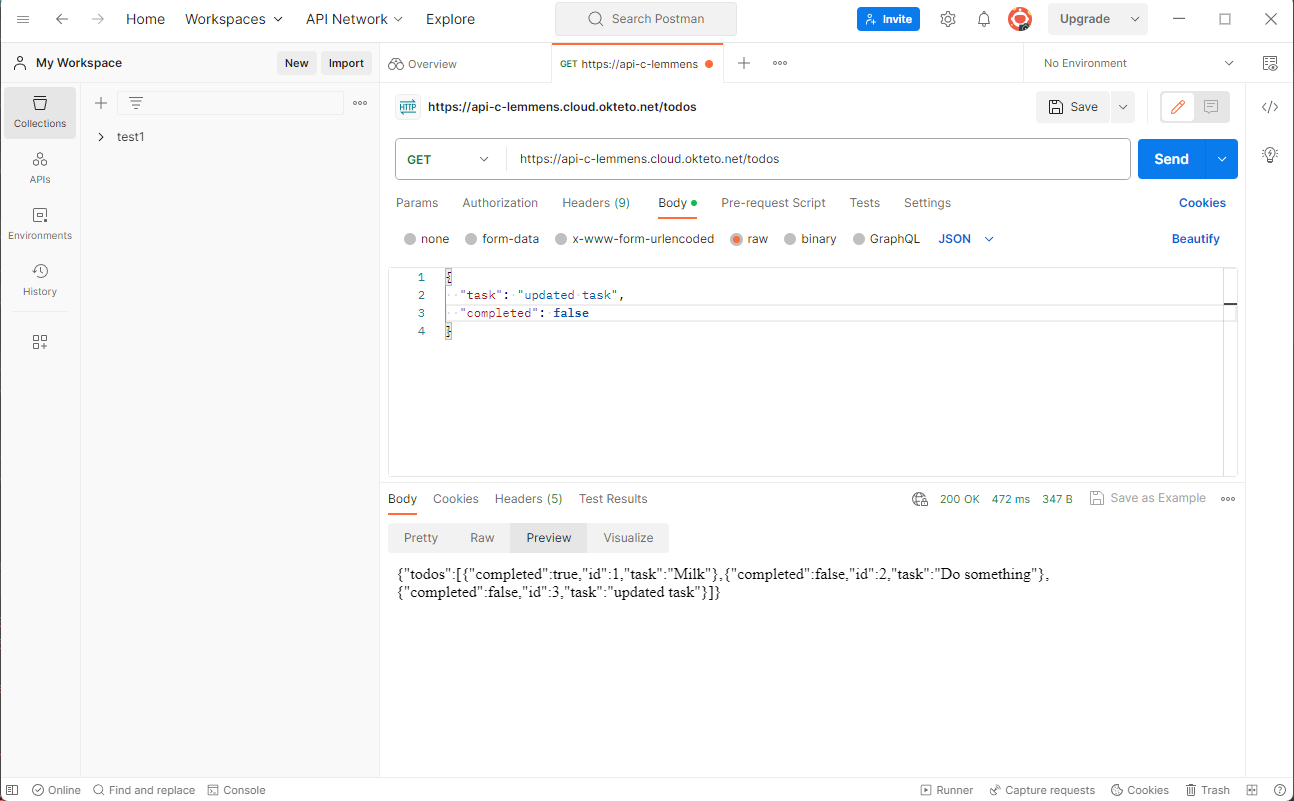 Home Workspaces API Network Explore Search Postman Invite Upgrade
My Workspace New Import Overview GET https://api-c-lemmens No Environment
Collections
APIs
Environments
History
test1
HTTP https://api-c-lemmens.cloud.okteto.net/todos Save
GET https://api-c-lemmens.cloud.okteto.net/todos Send
Params Authorization Headers (9) Body Pre-request Script Tests Settings Cookies
none form-data x-www-form-urlencoded raw binary GraphQL JSON Beautify
1 {
2 "task": "updated task",
3 "completed": false
4 }
Body Cookies Headers (5) Test Results 200 OK 472 ms 347 B Save as Example
Pretty Raw Preview Visualize
{"todos":[{"completed":true,"id":1,"task":"Milk"},{"completed":false,"id":2,"task":"Do something"},
{"completed":false,"id":3,"task":"updated task"}]}
Online Find and replace Console Runner Capture requests Cookies Trash